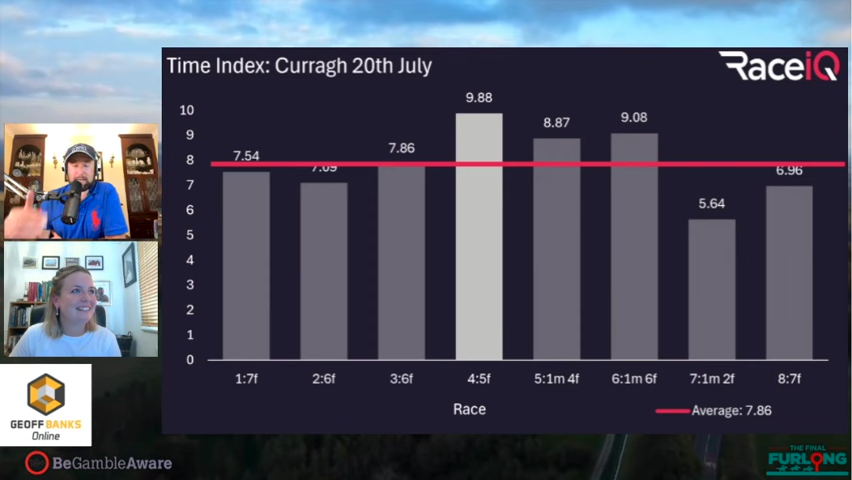 Time Index: Curragh 20th July
RaceiQ
10
9
8
7
6
5
4
3
2
1
0
7.54
7.09
7.86
9.88
8.87
9.08
5.64
6.96
1:7f
2:6f
3:6f
4:5f
5:1m 4f
6:1m 6f
7:1m 2f
8:7f
Race
Average: 7.86
GEOFF BANKS
Online
BeGambleAware
THE FINAL
FURLONG